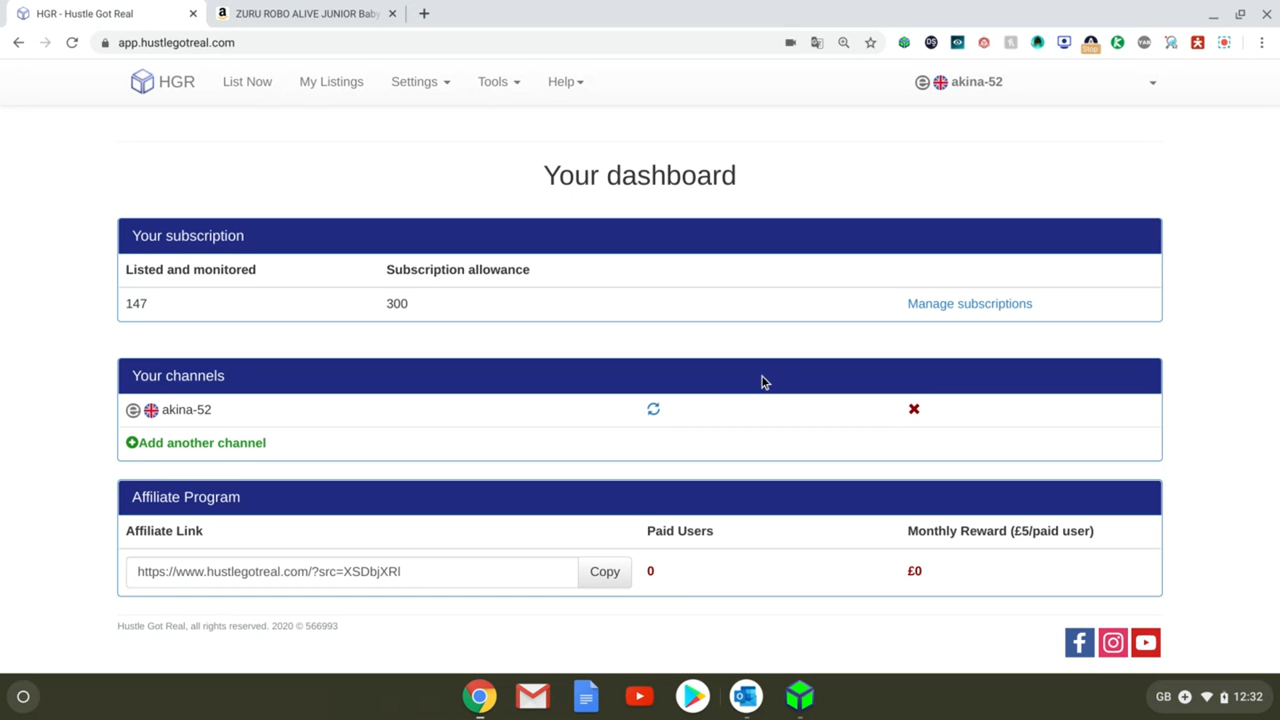 HGR - Hustle Got Real
ZURU ROBO ALIVE JUNIOR Baby
app.hustlegotreal.com
Stop
HGR List Now My Listings Settings Tools Help akina-52
Your dashboard
Your subscription
Listed and monitored Subscription allowance
147 300 Manage subscriptions
Your channels
akina-52
Add another channel
Affiliate Program
Affiliate Link Paid Users Monthly Reward (£5/paid user)
https://www.hustlegotreal.com/?src=XSDbjXRl Copy 0 £0
Hustle Got Real, all rights reserved. 2020 © 566993
GB 12:32